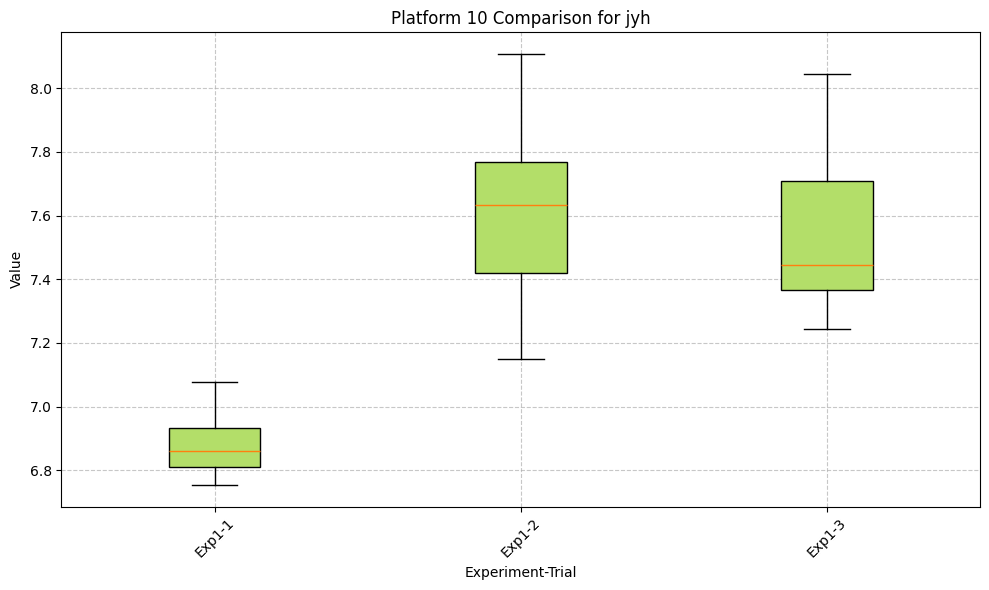 Platform 10 Comparison for jyh
Value
8.0
7.8
7.6
7.4
7.2
7.0
6.8
Exp1-1
Exp1-2
Exp1-3
Experiment-Trial